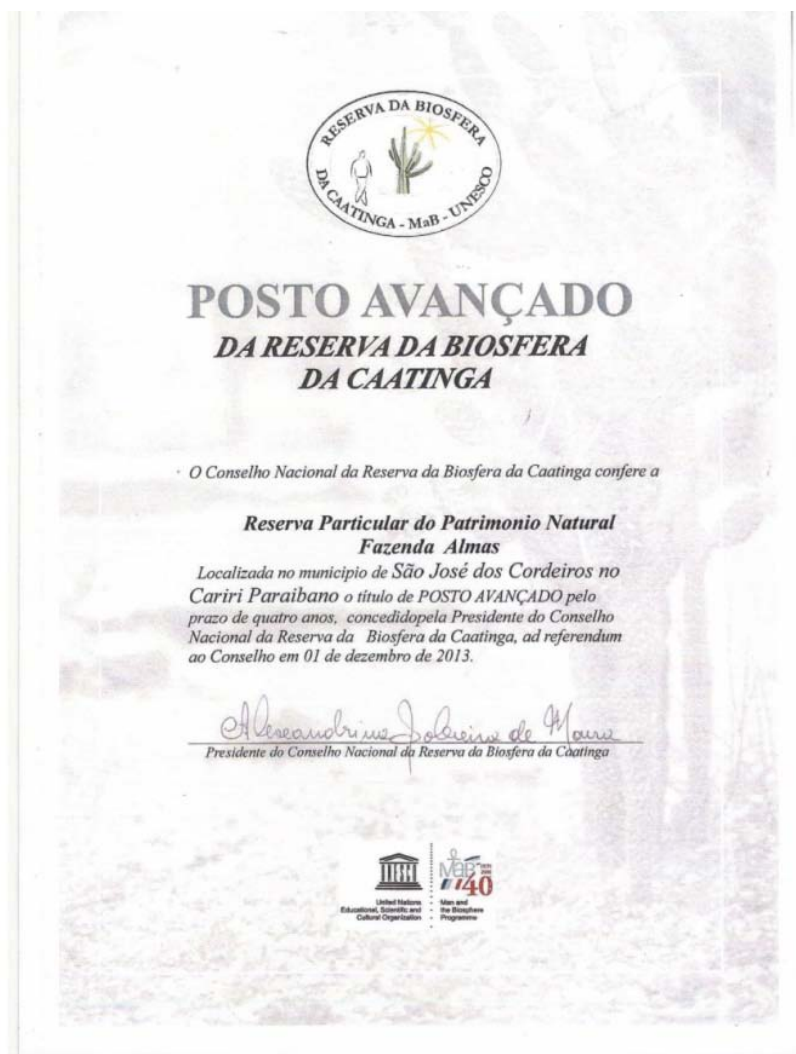 RESERVA DA BIOSFERA
DA CAATINGA - MaB - UNESCO
POSTO AVANÇADO
DA RESERVA DA BIOSFERA
DA CAATINGA
O Conselho Nacional da Reserva da Biosfera da Caatinga confere a
Reserva Particular do Patrimonio Natural
Fazenda Almas
Localizada no municipio de São José dos Cordeiros no
Cariri Paraibano o título de POSTO AVANÇADO pelo
prazo de quatro anos, concedidopela Presidente do Conselho
Nacional da Reserva da Biosfera da Caatinga, ad referendum
ao Conselho em 01 de dezembro de 2013.
de Moura
Presidente do Conselho Nacional da Reserva da Biosfera da Caatinga
United Nations
Educational, Scientific and
Cultural Organization
MaB
40
Man and
the Biosphere
Programme